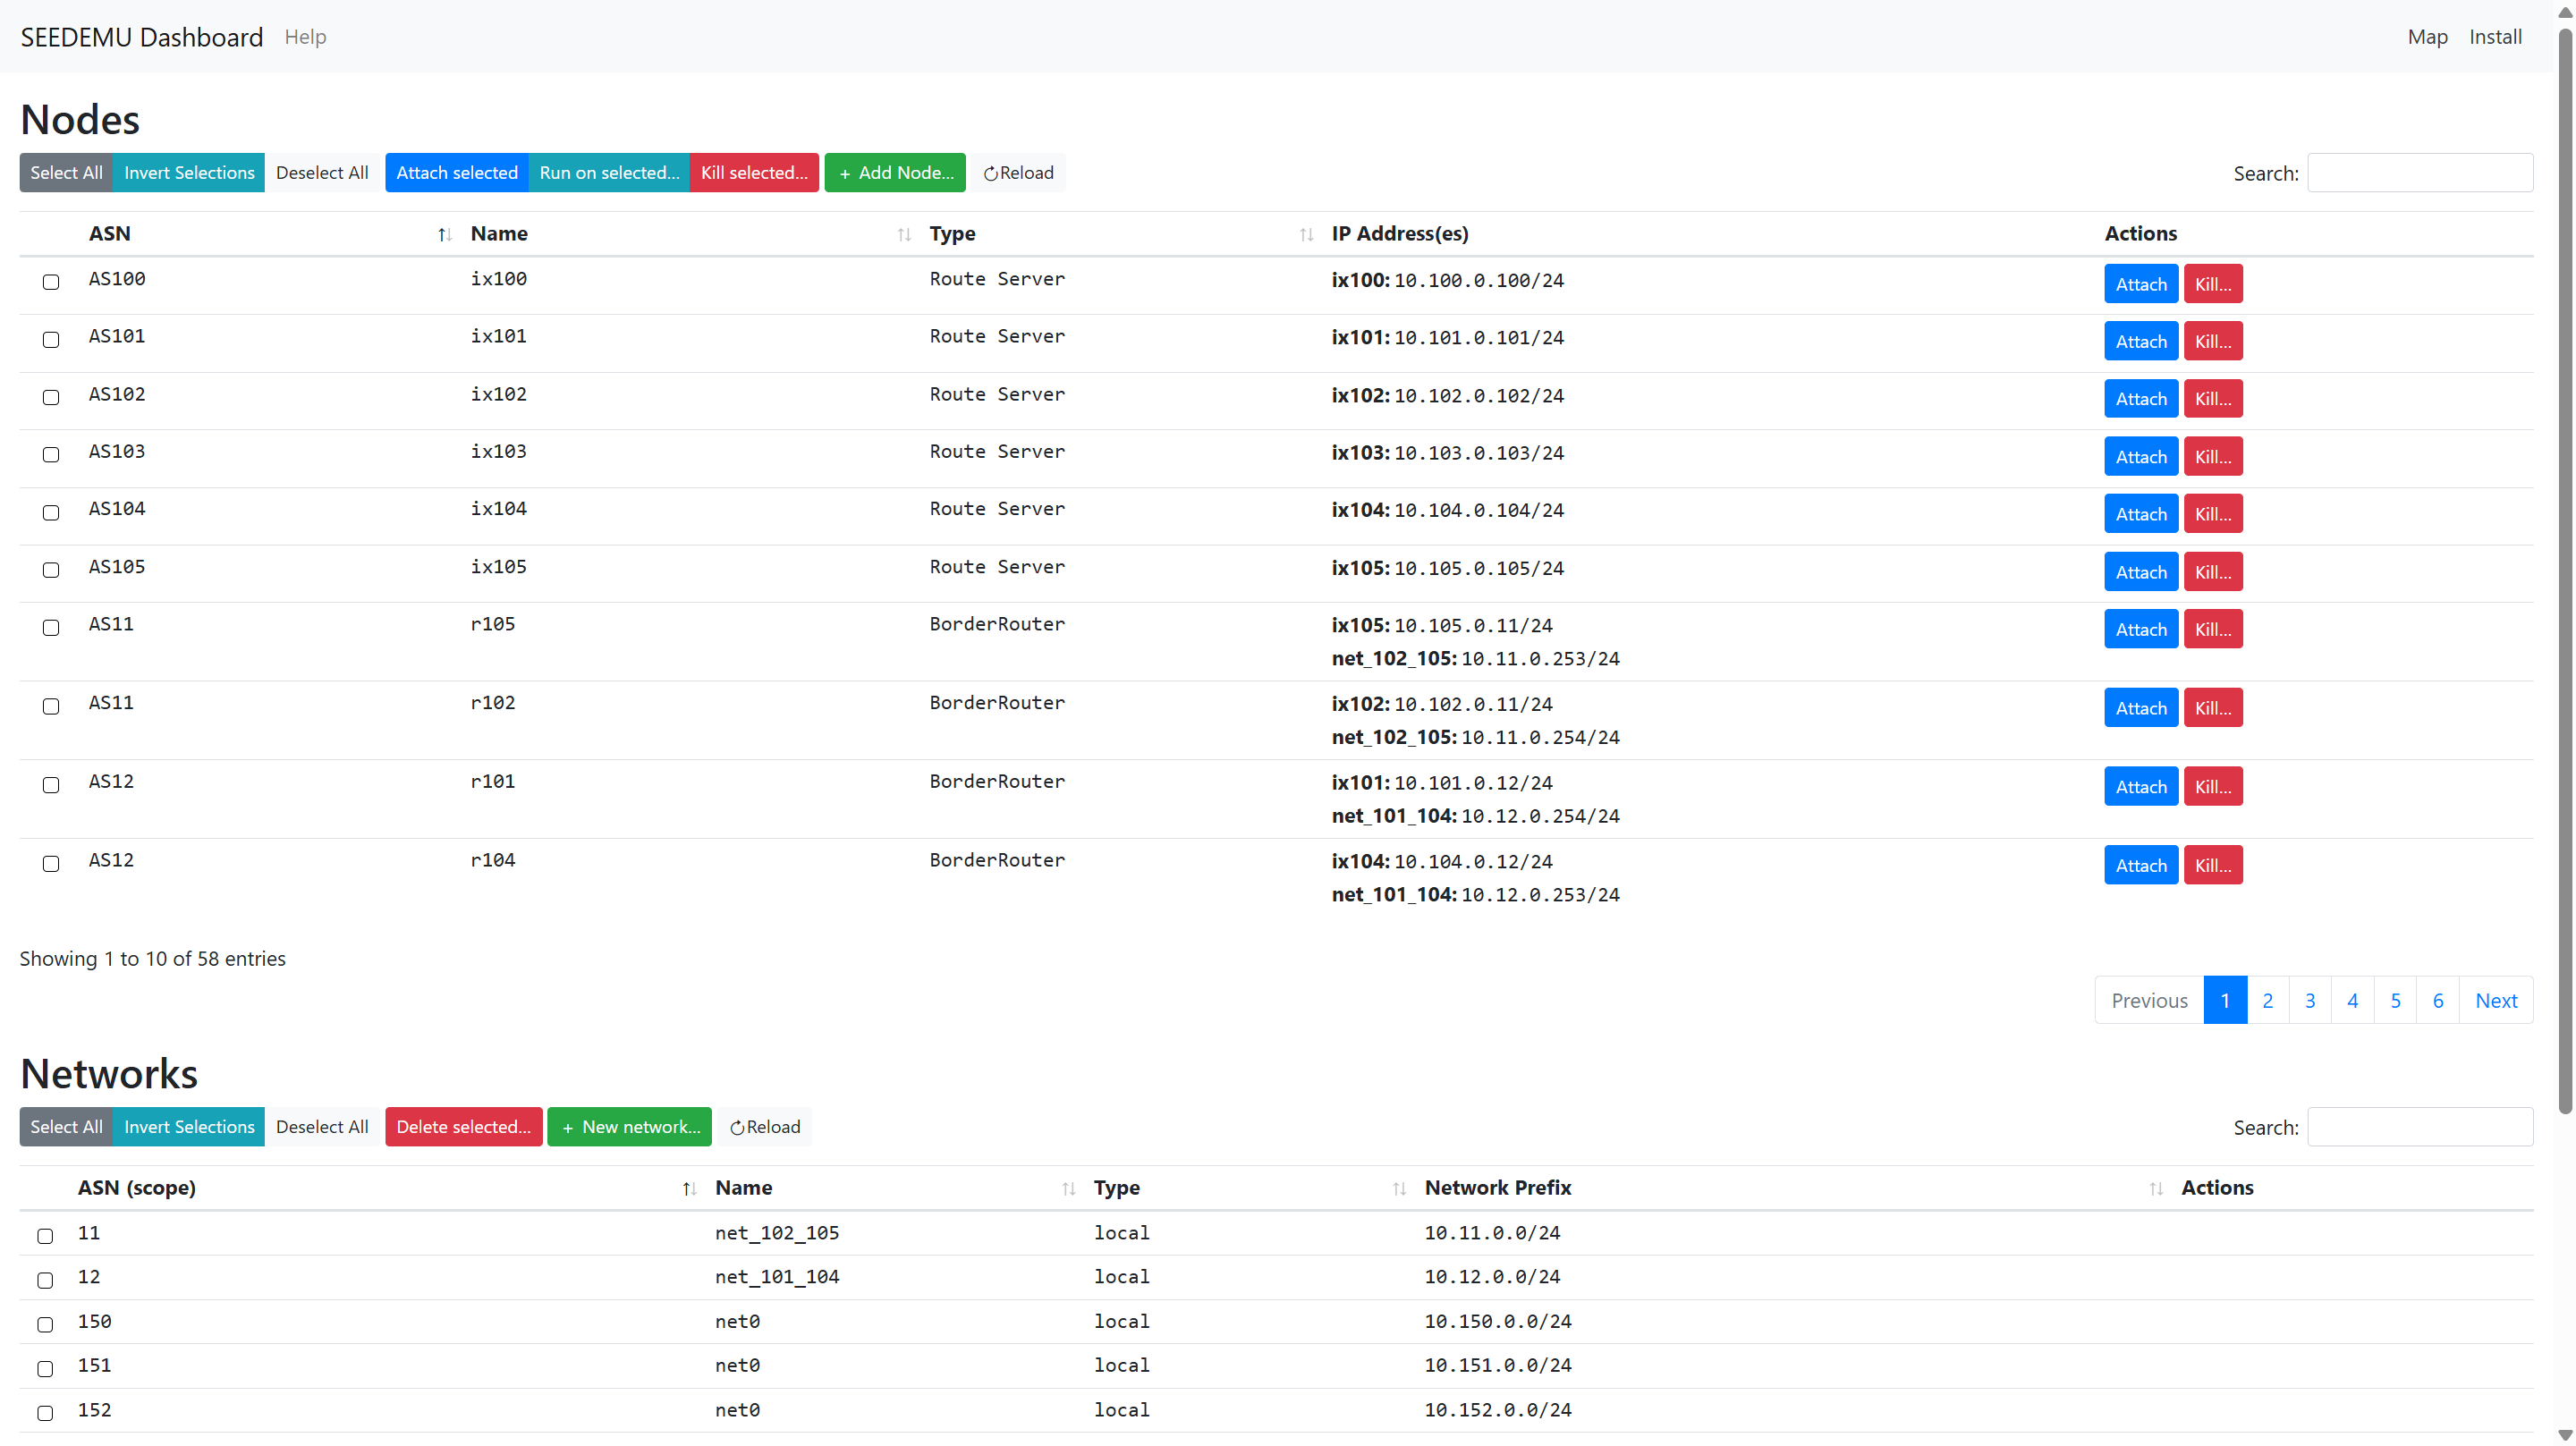 SEEDEMU Dashboard Help Map Install
Nodes
Select All Invert Selections Deselect All Attach selected Run on selected... Kill selected... + Add Node... Reload Search:
ASN Name Type IP Address(es) Actions
AS100 ix100 Route Server ix100: 10.100.0.100/24 Attach Kill...
AS101 ix101 Route Server ix101: 10.101.0.101/24 Attach Kill...
AS102 ix102 Route Server ix102: 10.102.0.102/24 Attach Kill...
AS103 ix103 Route Server ix103: 10.103.0.103/24 Attach Kill...
AS104 ix104 Route Server ix104: 10.104.0.104/24 Attach Kill...
AS105 ix105 Route Server ix105: 10.105.0.105/24 Attach Kill...
AS11 r105 BorderRouter ix105: 10.105.0.11/24 Attach Kill...
net_102_105: 10.11.0.253/24
AS11 r102 BorderRouter ix102: 10.102.0.11/24 Attach Kill...
net_102_105: 10.11.0.254/24
AS12 r101 BorderRouter ix101: 10.101.0.12/24 Attach Kill...
net_101_104: 10.12.0.254/24
AS12 r104 BorderRouter ix104: 10.104.0.12/24 Attach Kill...
net_101_104: 10.12.0.253/24
Showing 1 to 10 of 58 entries
Previous 1 2 3 4 5 6 Next
Networks
Select All Invert Selections Deselect All Delete selected... + New network... Reload Search:
ASN (scope) Name Type Network Prefix Actions
11 net_102_105 local 10.11.0.0/24
12 net_101_104 local 10.12.0.0/24
150 net0 local 10.150.0.0/24
151 net0 local 10.151.0.0/24
152 net0 local 10.152.0.0/24